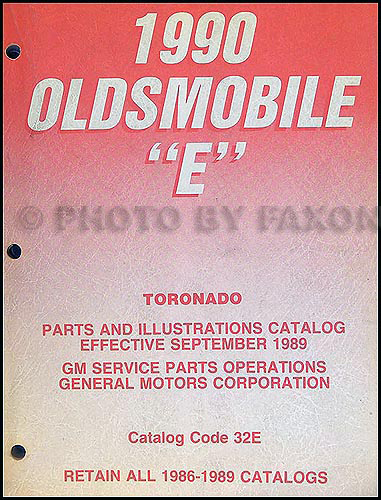 1990
OLDSMOBILE
"E"
© PHOTO BY FAXON
TORONADO
PARTS AND ILLUSTRATIONS CATALOG
EFFECTIVE SEPTEMBER 1989
GM SERVICE PARTS OPERATIONS
GENERAL MOTORS CORPORATION
Catalog Code 32E
RETAIN ALL 1986-1989 CATALOGS